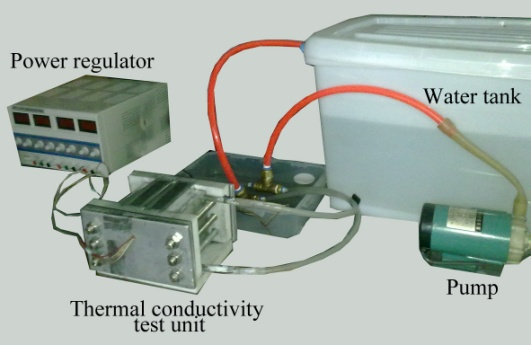 Power regulator
Water tank
Thermal conductivity
test unit
Pump